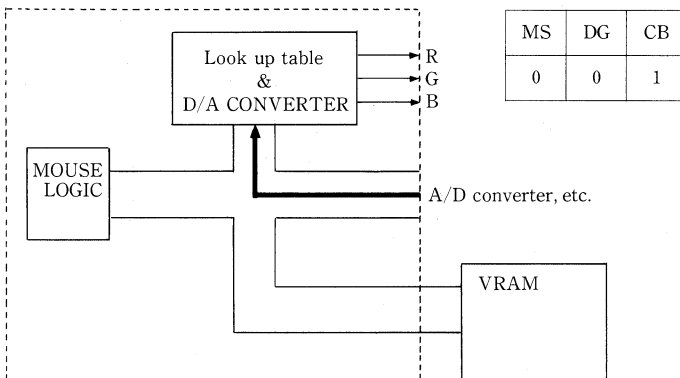 Look up table
&
D/A CONVERTER
R
G
B
MS DG CB
0 0 1
MOUSE
LOGIC
A/D converter, etc.
VRAM